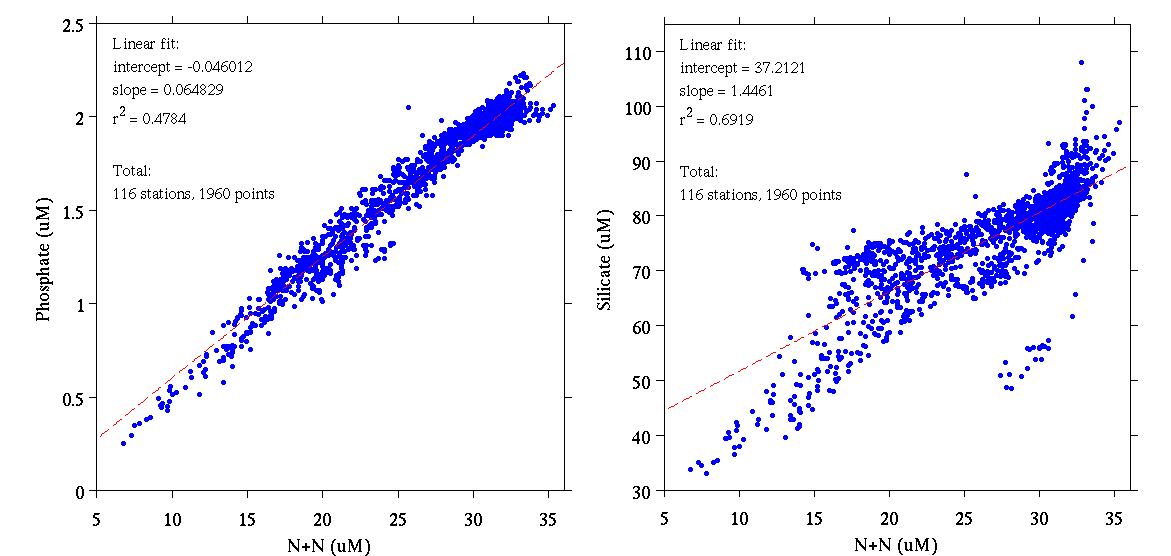 2.5
2
1.5
1
0.5
0
5
10
15
20
25
30
35
Phosphate (uM)
N+N (uM)
Linear fit:
intercept = -0.046012
slope = 0.064829
r2 = 0.4784
Total:
116 stations, 1960 points
110
100
90
80
70
60
50
40
30
5
10
15
20
25
30
35
Silicate (uM)
N+N (uM)
Linear fit:
intercept = 37.2121
slope = 1.4461
r2 = 0.6919
Total:
116 stations, 1960 points